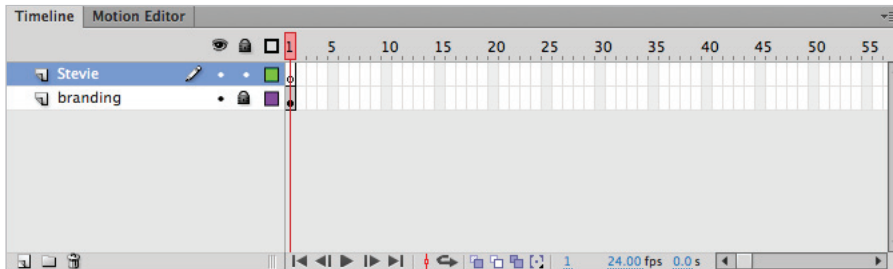 Timeline Motion Editor
1 5 10 15 20 25 30 35 40 45 50 55
Stevie
branding
1 24.00 fps 0.0 s